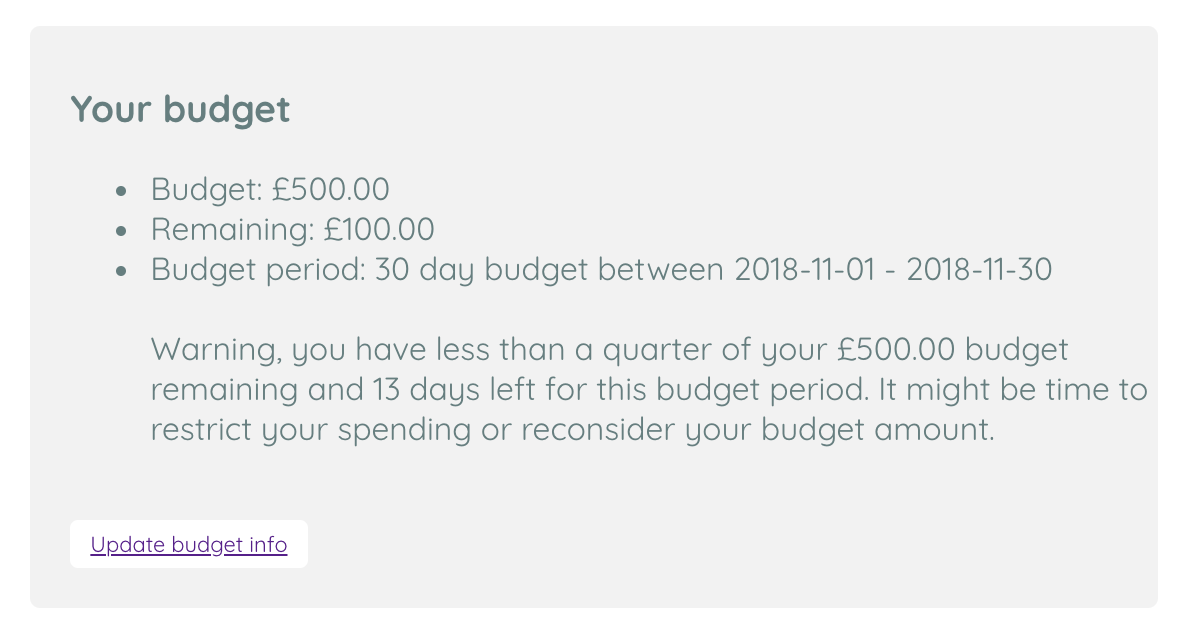 Your budget
• Budget: £500.00
• Remaining: £100.00
• Budget period: 30 day budget between 2018-11-01 - 2018-11-30
Warning, you have less than a quarter of your £500.00 budget
remaining and 13 days left for this budget period. It might be time to
restrict your spending or reconsider your budget amount.
Update budget info